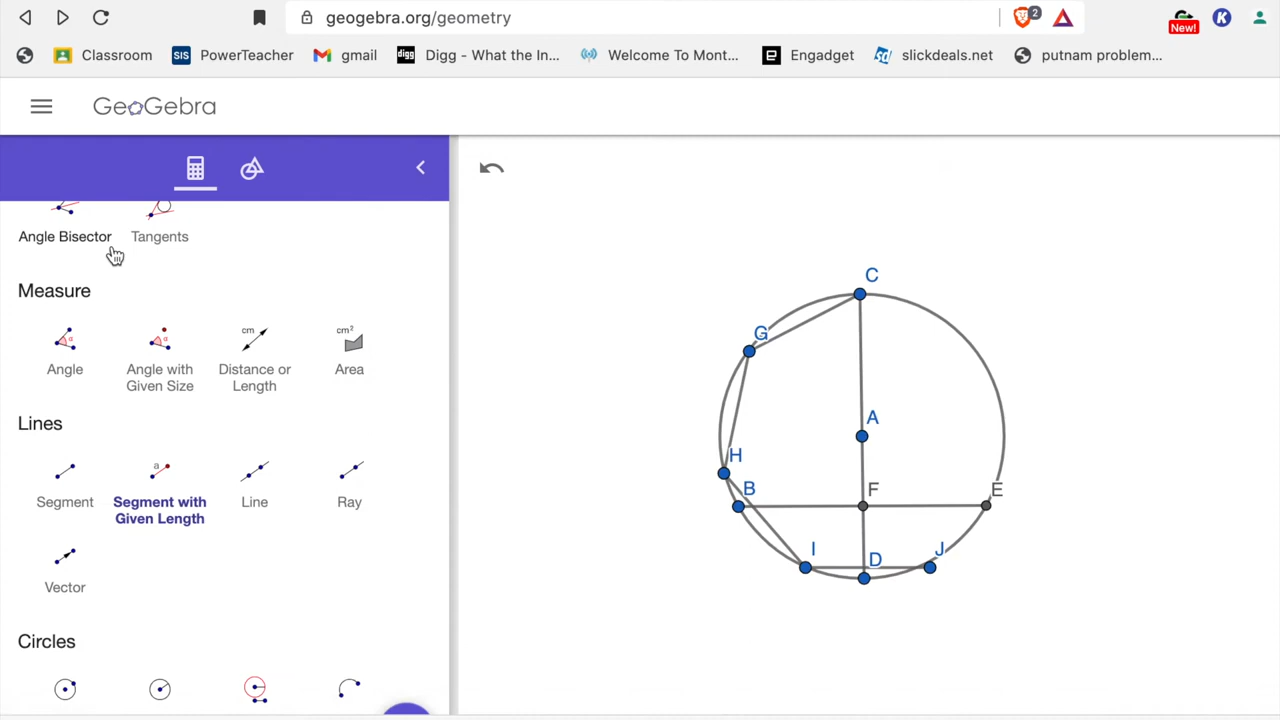 geogebra.org/geometry
2
New!
Classroom
SIS PowerTeacher
gmail
digg Digg - What the In...
Welcome To Mont...
Engadget
slickdeals.net
putnam problem...
GeoGebra
Angle Bisector
Tangents
Measure
cm
cm²
Angle
Angle with
Given Size
Distance or
Length
Area
Lines
a
Segment
Segment with
Given Length
Line
Ray
Vector
Circles
C
G
A
H
B
F
E
I
D
J